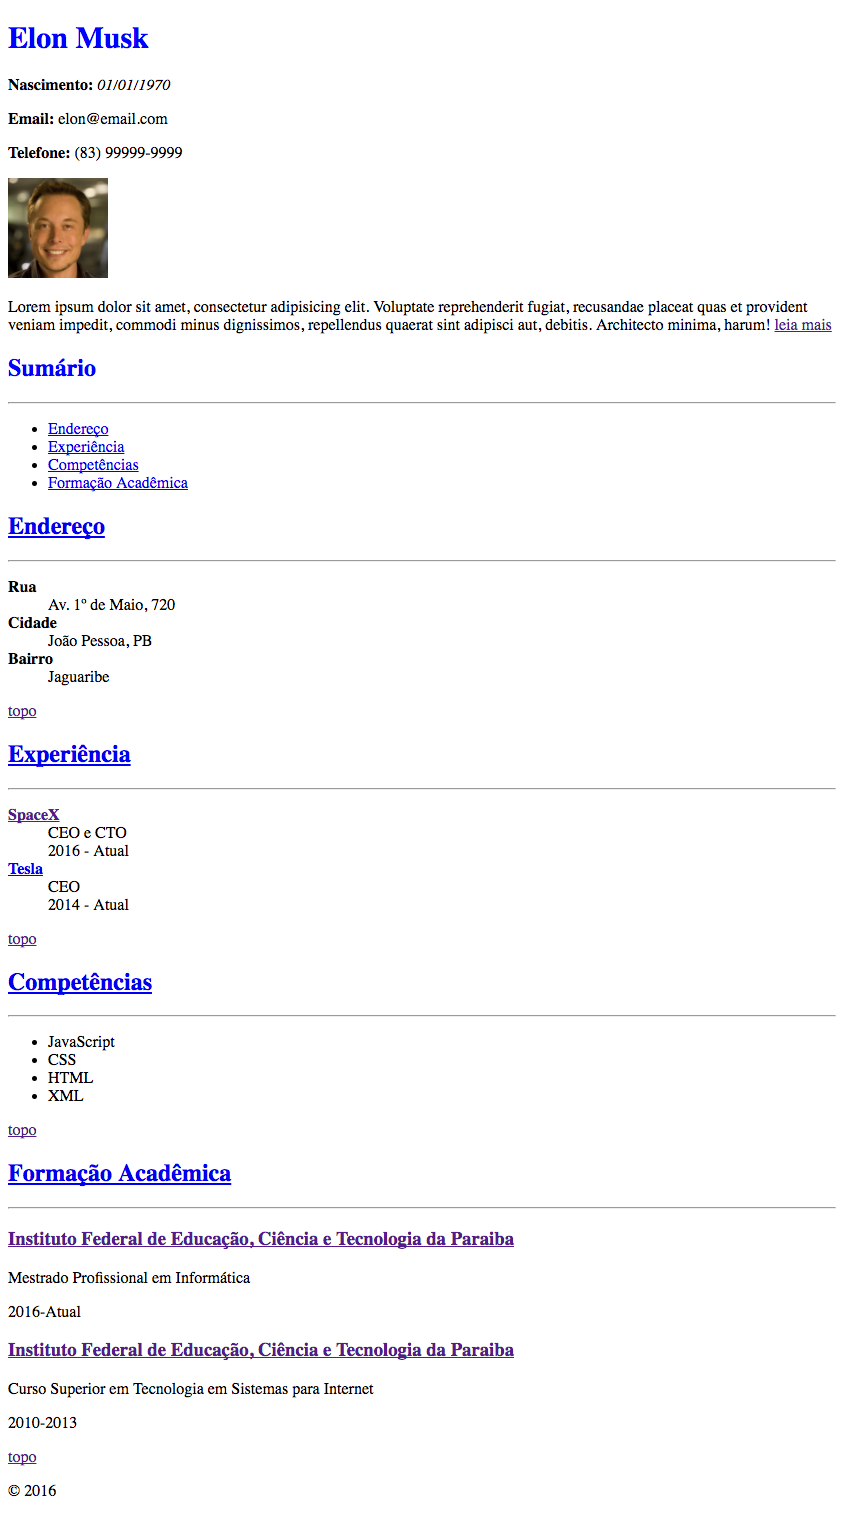 Elon Musk
Nascimento: 01/01/1970
Email: elon@email.com
Telefone: (83) 99999-9999
Lorem ipsum dolor sit amet, consectetur adipisicing elit. Voluptate reprehenderit fugiat, recusandae placeat quas et provident
veniam impedit, commodi minus dignissimos, repellendus quaerat sint adipisci aut, debitis. Architecto minima, harum! leia mais
Sumário
• Endereço
• Experiência
• Competências
• Formação Acadêmica
Endereço
Rua
Av. 1º de Maio, 720
Cidade
João Pessoa, PB
Bairro
Jaguaribe
topo
Experiência
SpaceX
CEO e CTO
2016 - Atual
Tesla
CEO
2014 - Atual
topo
Competências
• JavaScript
• CSS
• HTML
• XML
topo
Formação Acadêmica
Instituto Federal de Educação, Ciência e Tecnologia da Paraiba
Mestrado Profissional em Informática
2016-Atual
Instituto Federal de Educação, Ciência e Tecnologia da Paraiba
Curso Superior em Tecnologia em Sistemas para Internet
2010-2013
topo
© 2016